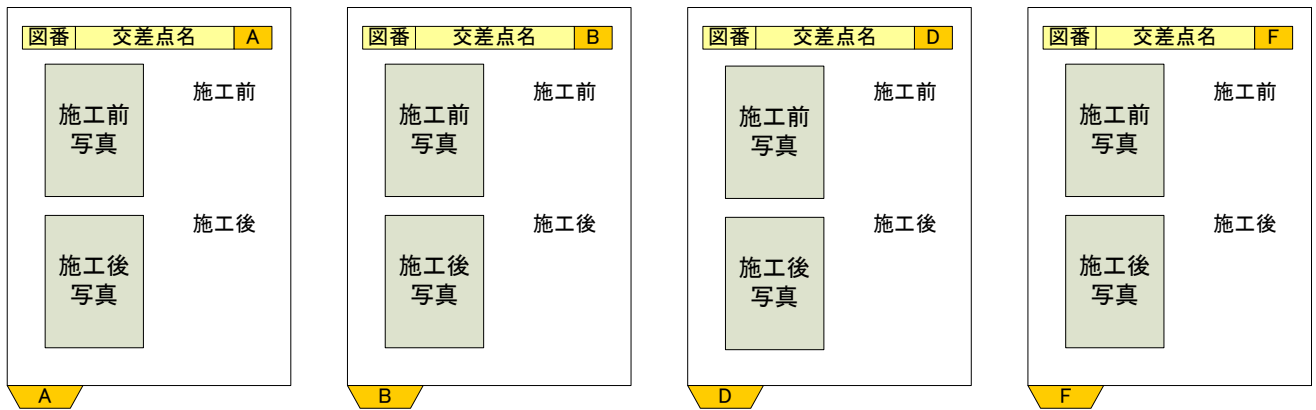 図番 交差点名 A
施工前
写真
施工前
施工後
写真
施工後
A
図番 交差点名 B
施工前
写真
施工前
施工後
写真
施工後
B
図番 交差点名 D
施工前
写真
施工前
施工後
写真
施工後
D
図番 交差点名 F
施工前
写真
施工前
施工後
写真
施工後
F